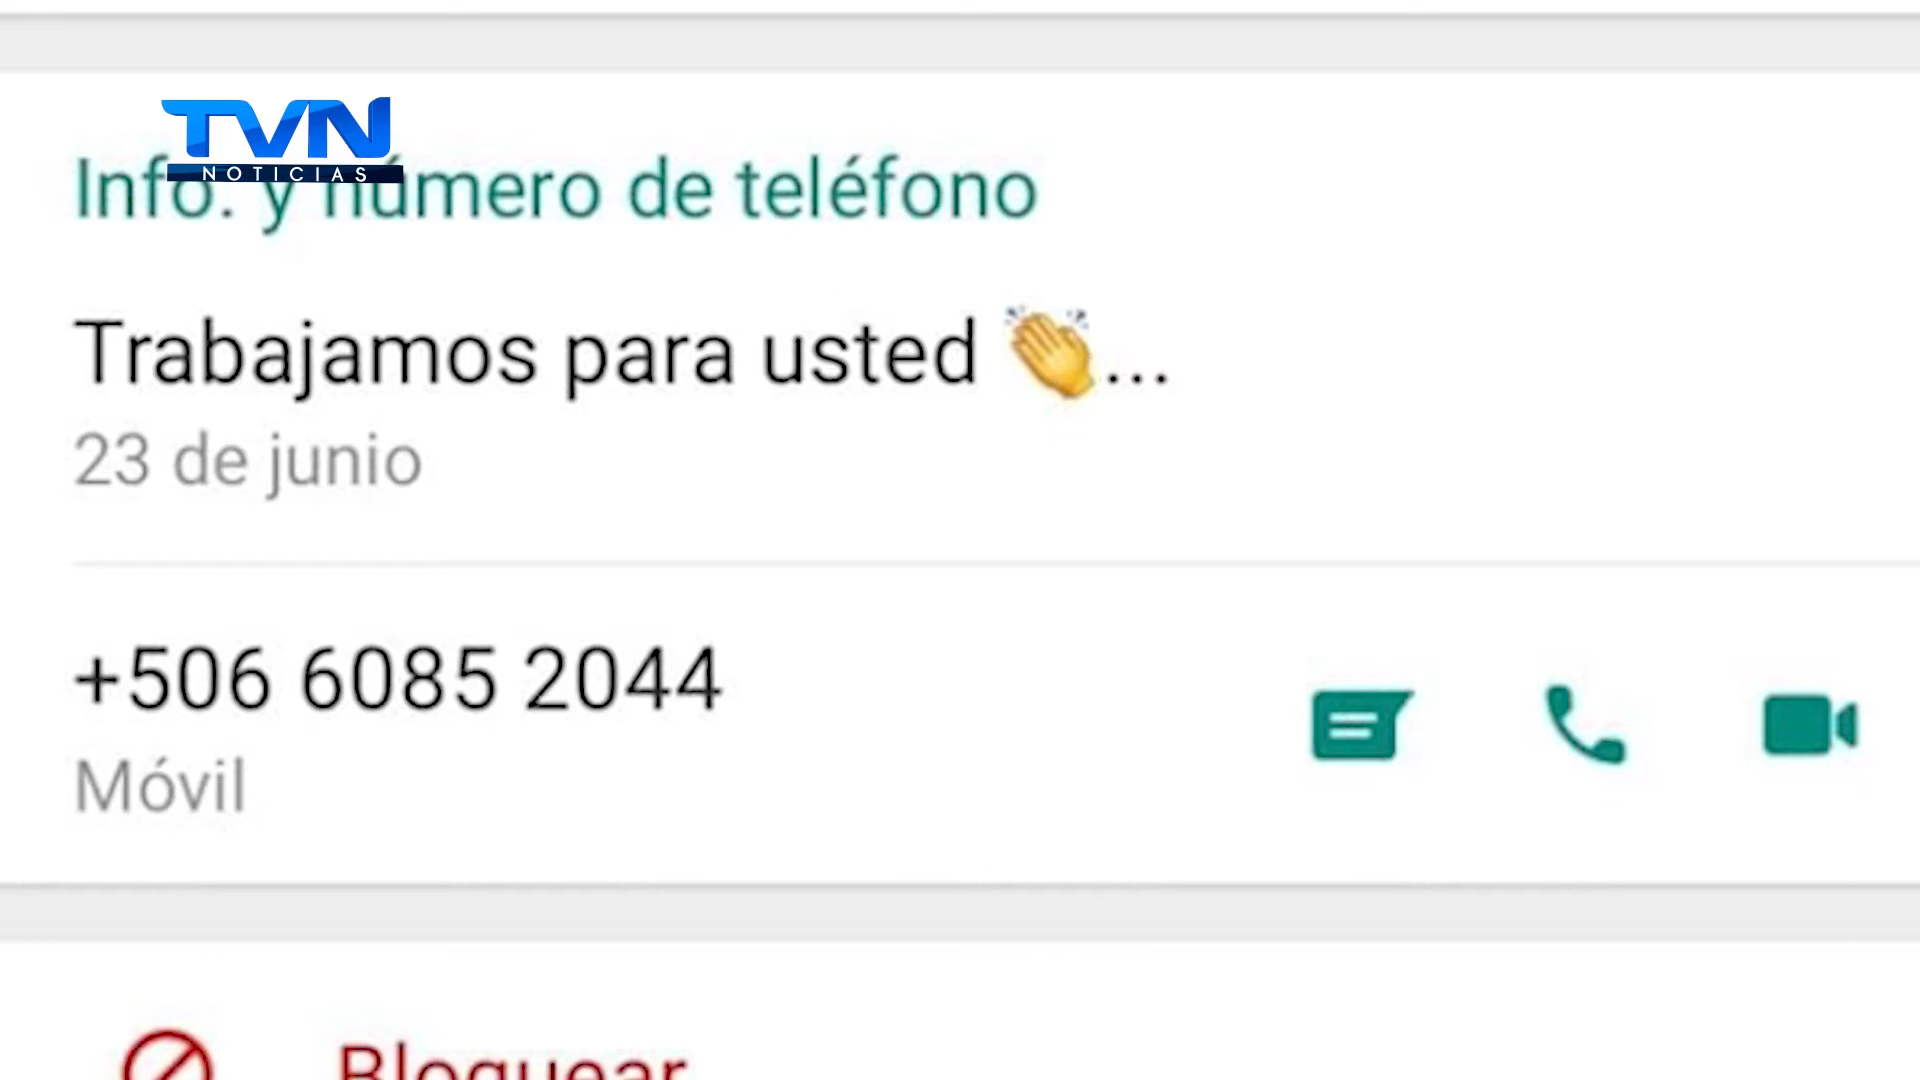 TVN
NOTICIAS
Info. y número de teléfono
Trabajamos para usted 👏...
23 de junio
+506 6085 2044
Móvil
Bloquear